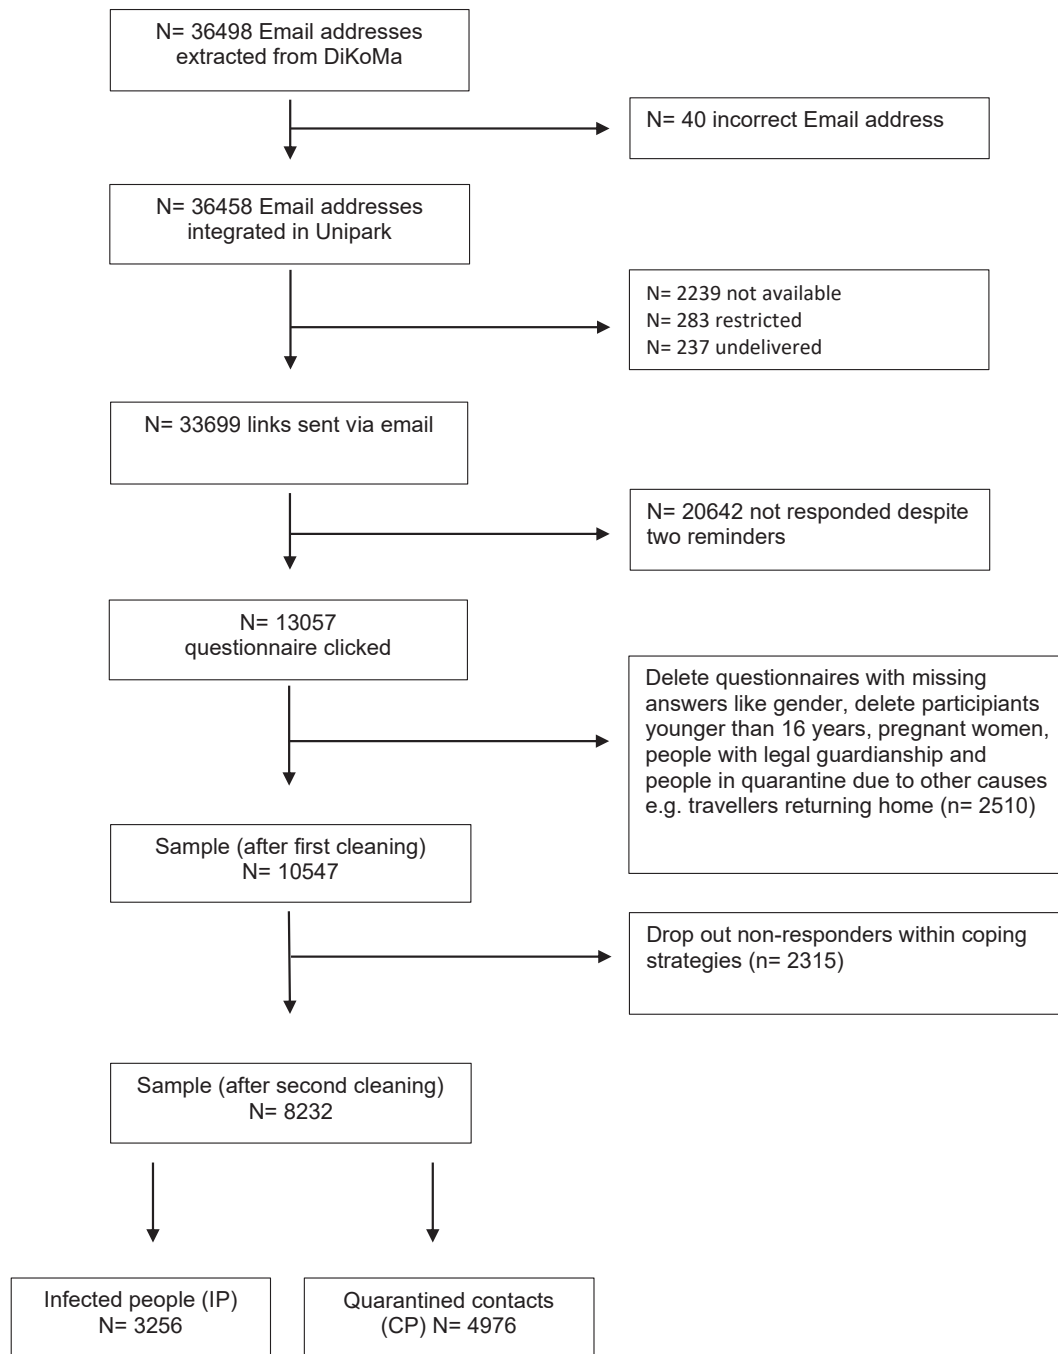 N= 36498 Email addresses
extracted from DiKoMa
N= 40 incorrect Email address
N= 36458 Email addresses
integrated in Unipark
N= 2239 not available
N= 283 restricted
N= 237 undelivered
N= 33699 links sent via email
N= 20642 not responded despite
two reminders
N= 13057
questionnaire clicked
Delete questionnaires with missing
answers like gender, delete participants
younger than 16 years, pregnant women,
people with legal guardianship and
people in quarantine due to other causes
e.g. travellers returning home (n= 2510)
Sample (after first cleaning)
N= 10547
Drop out non-responders within coping
strategies (n= 2315)
Sample (after second cleaning)
N= 8232
Infected people (IP)
N= 3256
Quarantined contacts
(CP) N= 4976